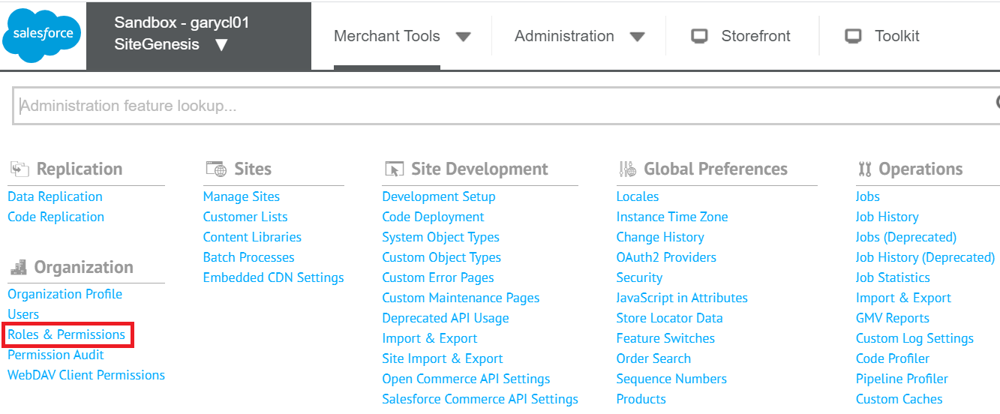 salesforce
Sandbox - garycl01
SiteGenesis ▼
Merchant Tools
Administration
Storefront
Toolkit
Administration feature lookup...
Replication
Data Replication
Code Replication
Organization
Organization Profile
Users
Roles & Permissions
Permission Audit
WebDAV Client Permissions
Sites
Manage Sites
Customer Lists
Content Libraries
Batch Processes
Embedded CDN Settings
Site Development
Development Setup
Code Deployment
System Object Types
Custom Object Types
Custom Error Pages
Custom Maintenance Pages
Deprecated API Usage
Import & Export
Site Import & Export
Open Commerce API Settings
Salesforce Commerce API Settings
Global Preferences
Locales
Instance Time Zone
Change History
OAuth2 Providers
Security
JavaScript in Attributes
Store Locator Data
Feature Switches
Order Search
Sequence Numbers
Products
Operations
Jobs
Job History
Jobs (Deprecated)
Job History (Deprecated)
Job Statistics
Import & Export
GMV Reports
Custom Log Settings
Code Profiler
Pipeline Profiler
Custom Caches